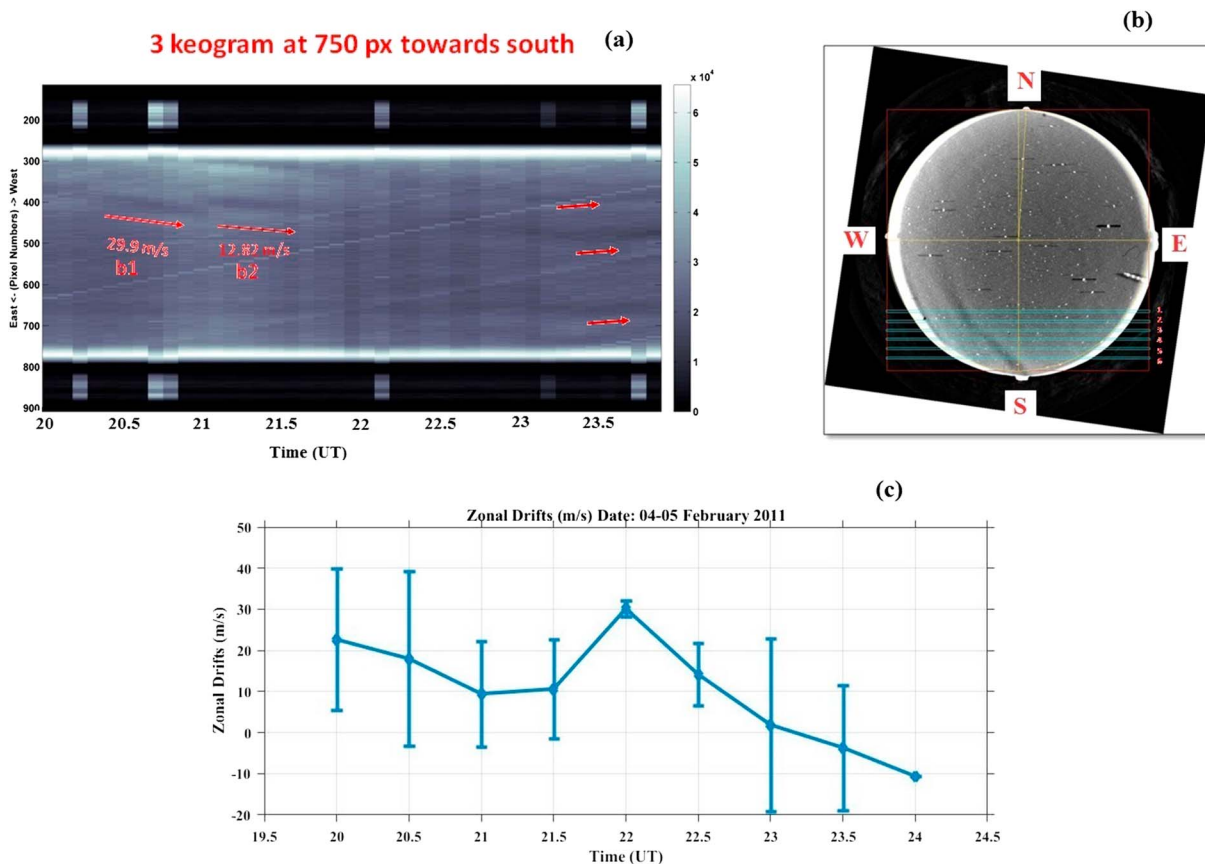 3 keogram at 750 px towards south
(a)
x 10⁴
6
5
4
3
2
1
0
East <- (Pixel Numbers) -> West
200
300
400
500
600
700
800
900
29.9 m/s
b1
12.82 m/s
b2
20 20.5 21 21.5 22 22.5 23 23.5
Time (UT)
(b)
N
W
E
S
1
2
3
4
5
6
(c)
Zonal Drifts (m/s) Date: 04-05 February 2011
Zonal Drifts (m/s)
50
40
30
20
10
0
-10
-20
19.5 20 20.5 21 21.5 22 22.5 23 23.5 24 24.5
Time (UT)